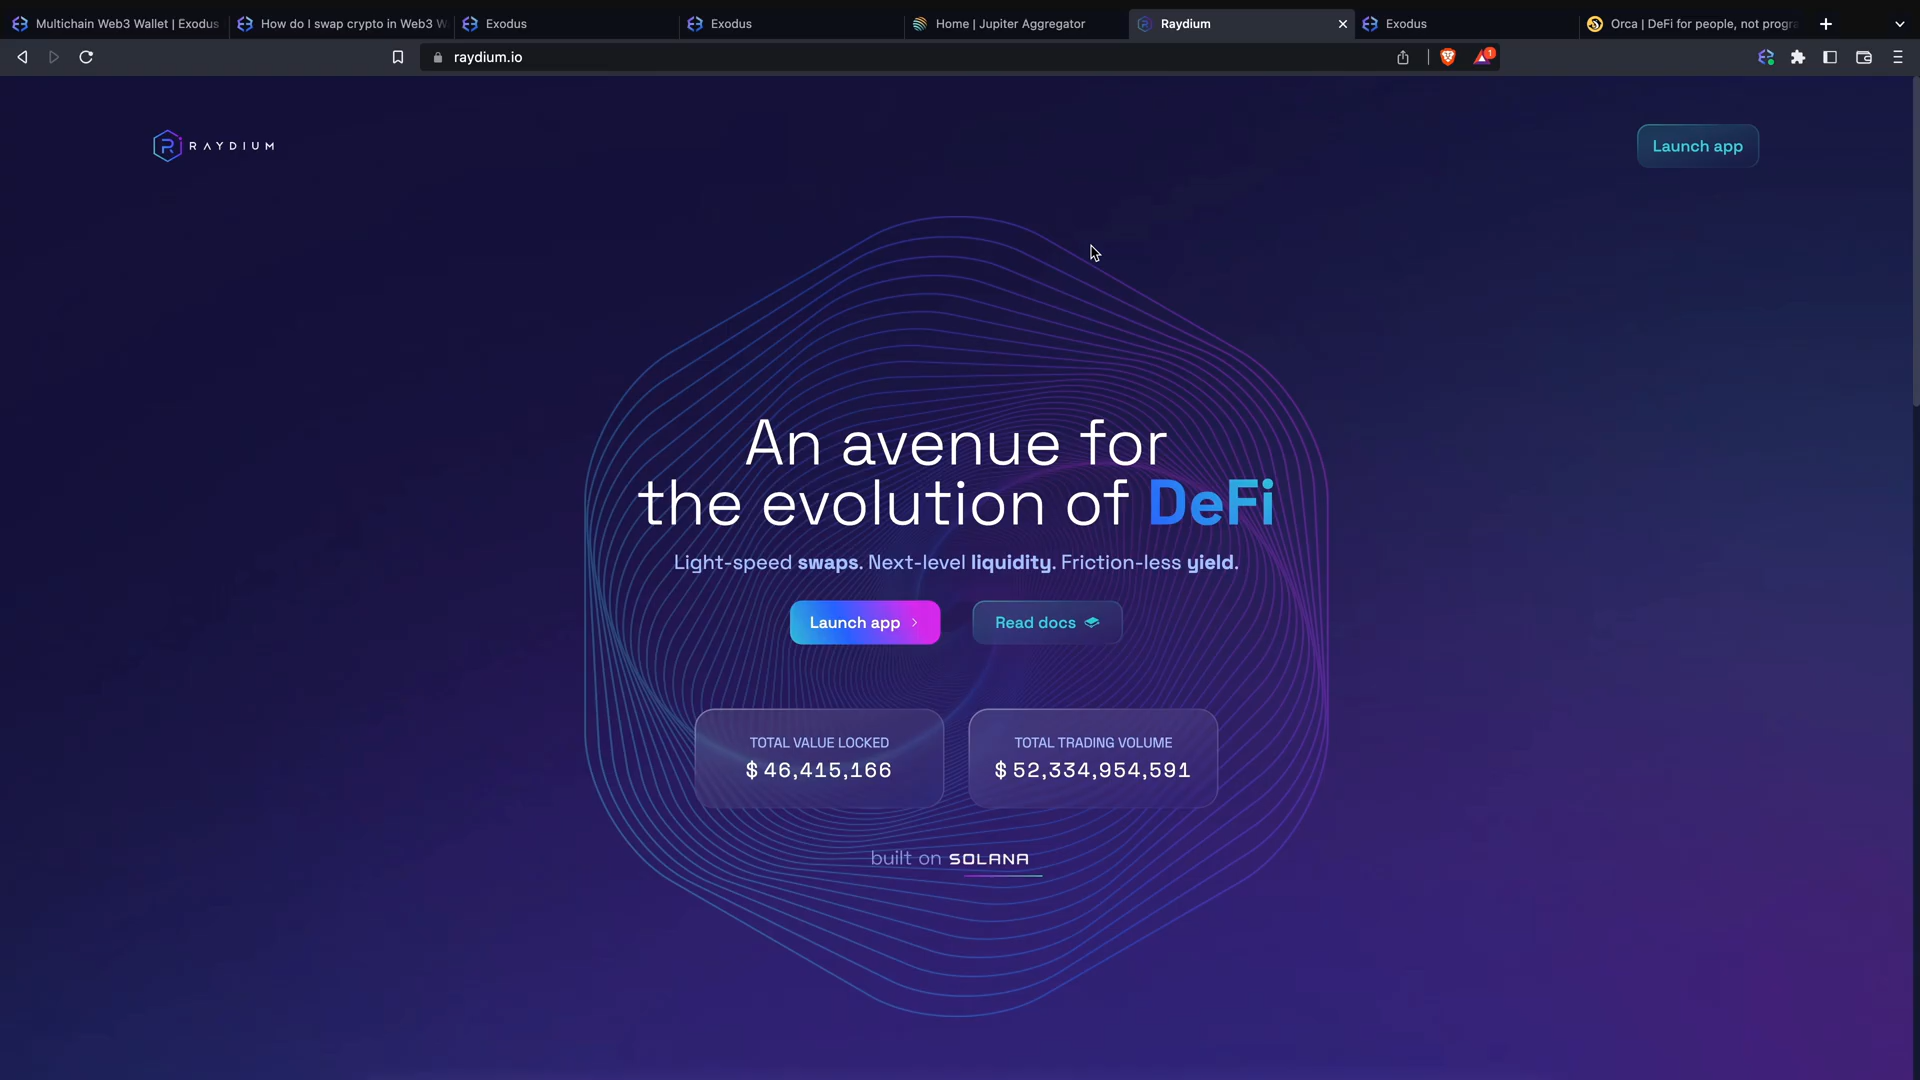 Multichain Web3 Wallet | Exodus
How do I swap crypto in Web3 W
Exodus
Exodus
Home | Jupiter Aggregator
Raydium
Exodus
Orca | DeFi for people, not progra
raydium.io
1
RAYDIUM
Launch app
An avenue for
the evolution of DeFi
Light-speed swaps. Next-level liquidity. Friction-less yield.
Launch app
Read docs
TOTAL VALUE LOCKED
$ 46,415,166
TOTAL TRADING VOLUME
$ 52,334,954,591
built on SOLANA